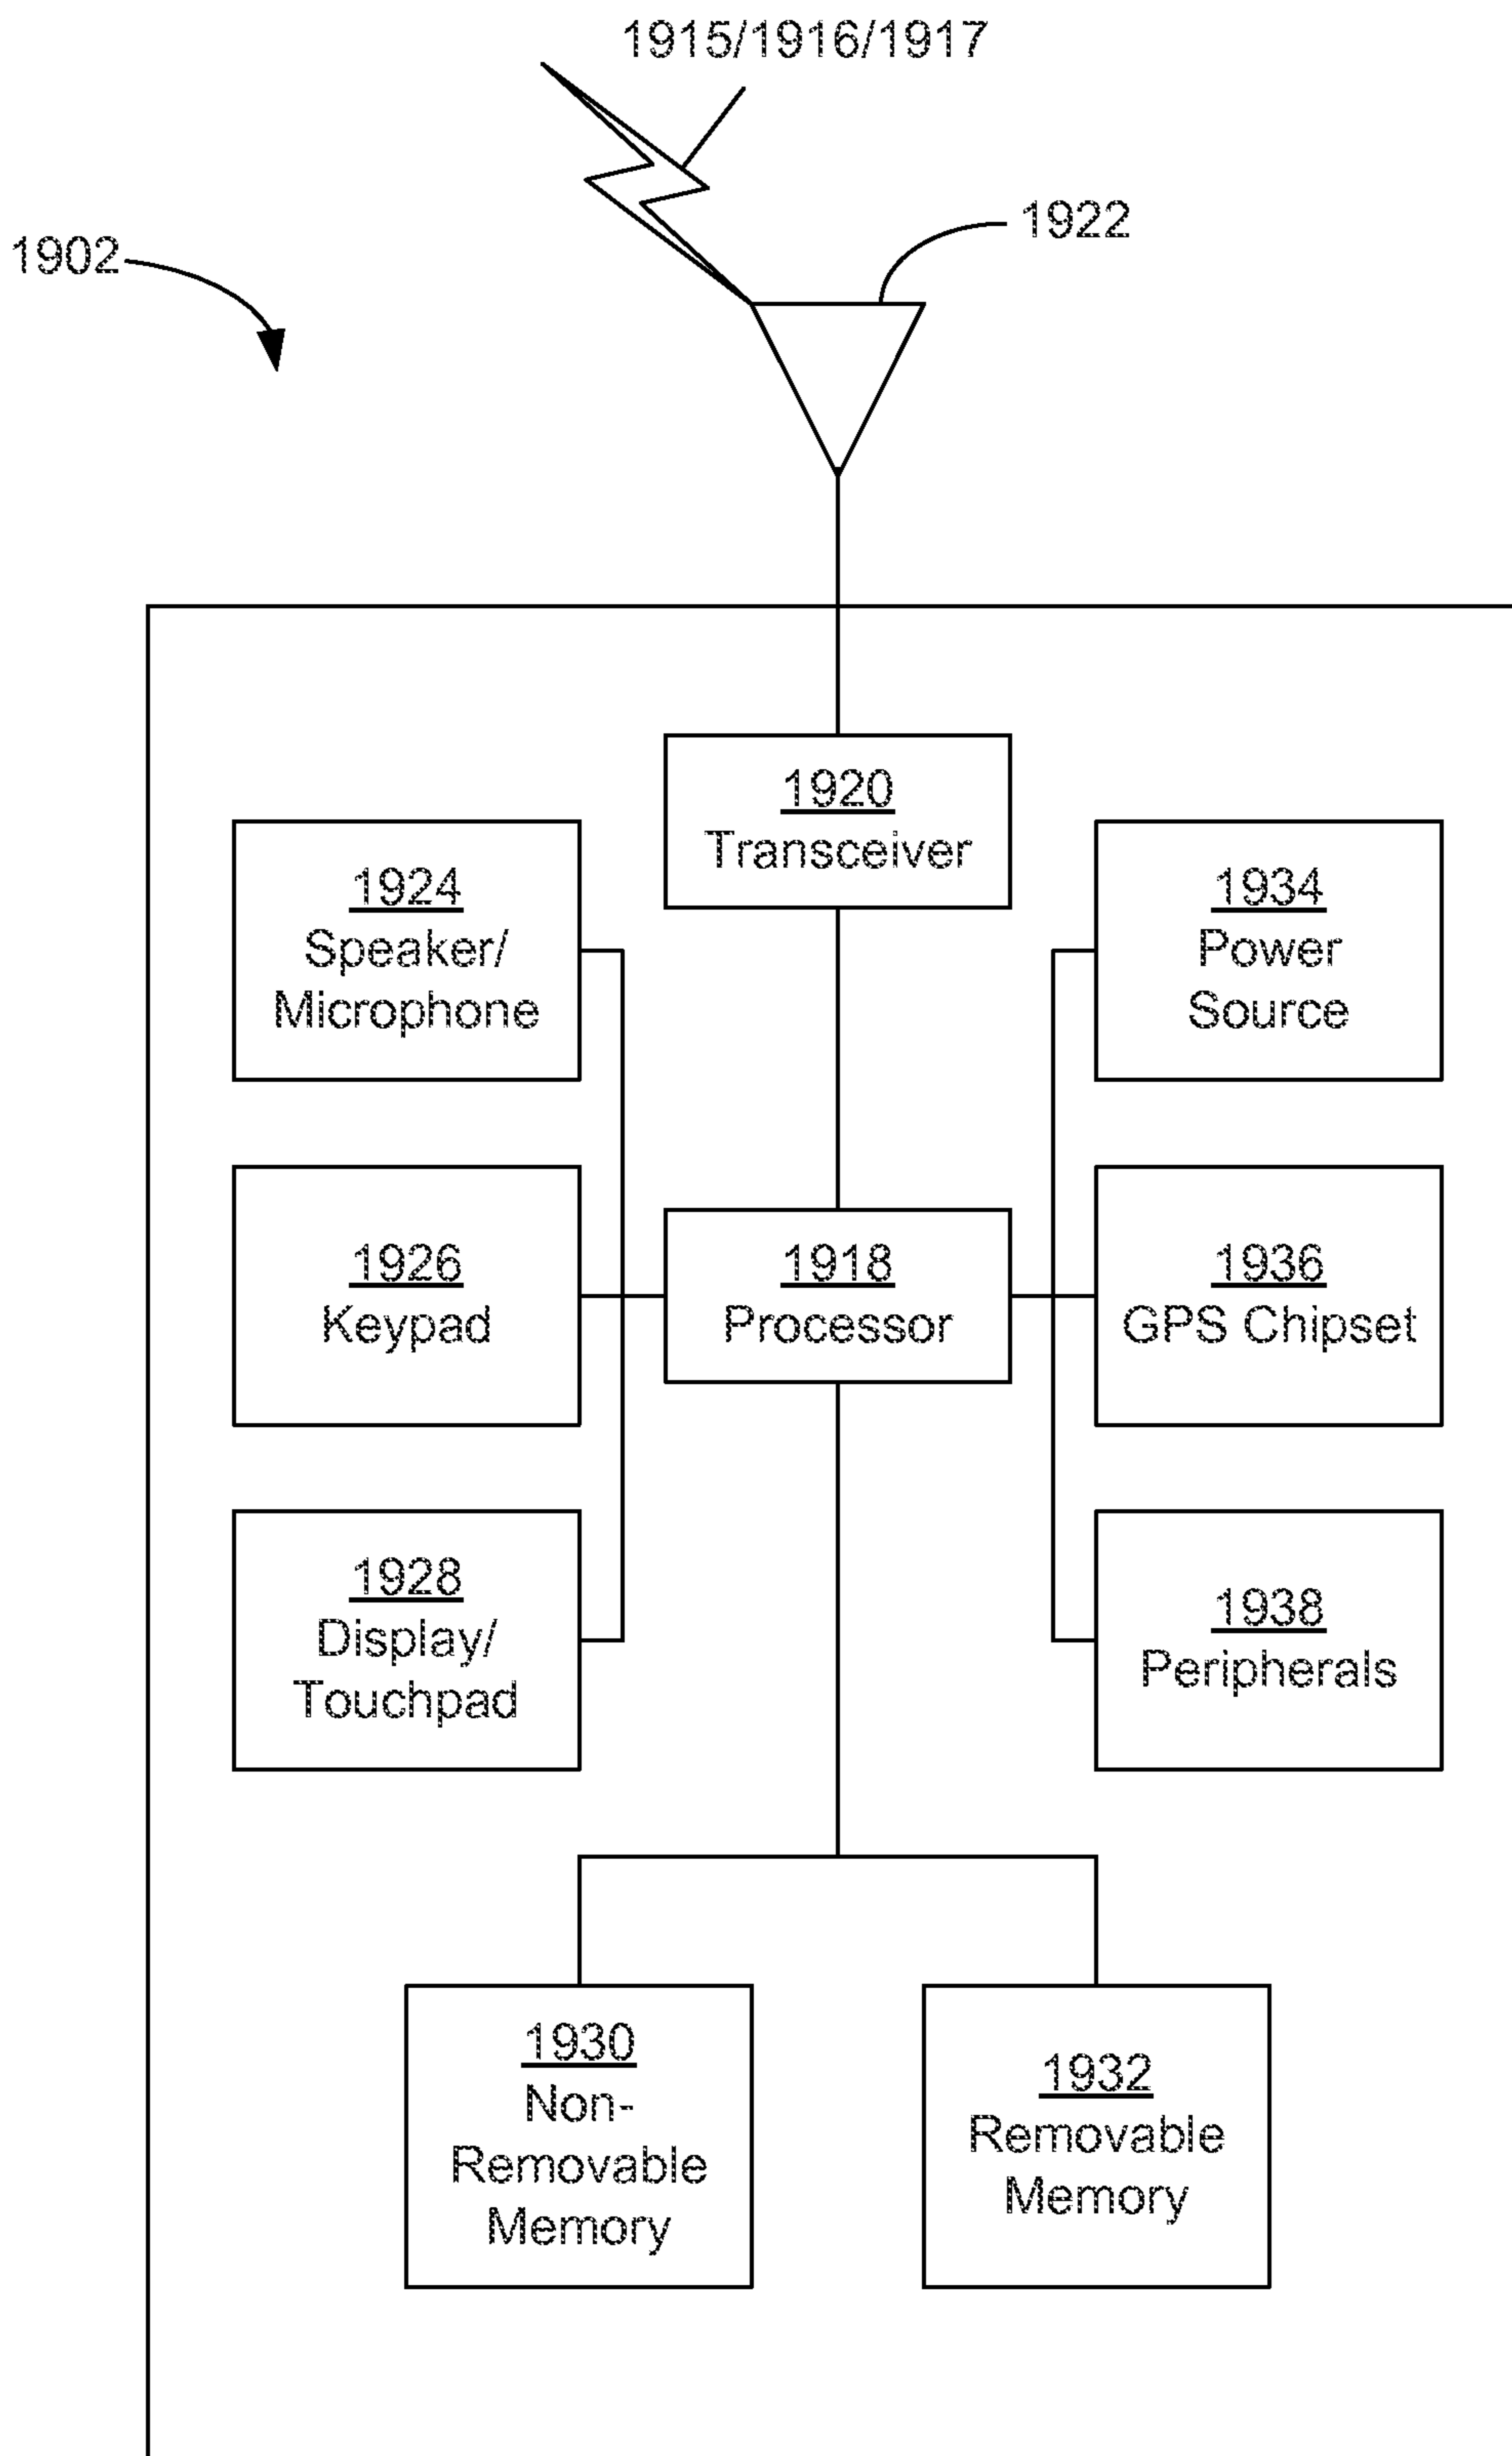 1915/1916/1917
1922
1902
1920
Transceiver
1924
Speaker/
Microphone
1934
Power
Source
1926
Keypad
1918
Processor
1936
GPS Chipset
1928
Display/
Touchpad
1938
Peripherals
1930
Non-
Removable
Memory
1932
Removable
Memory